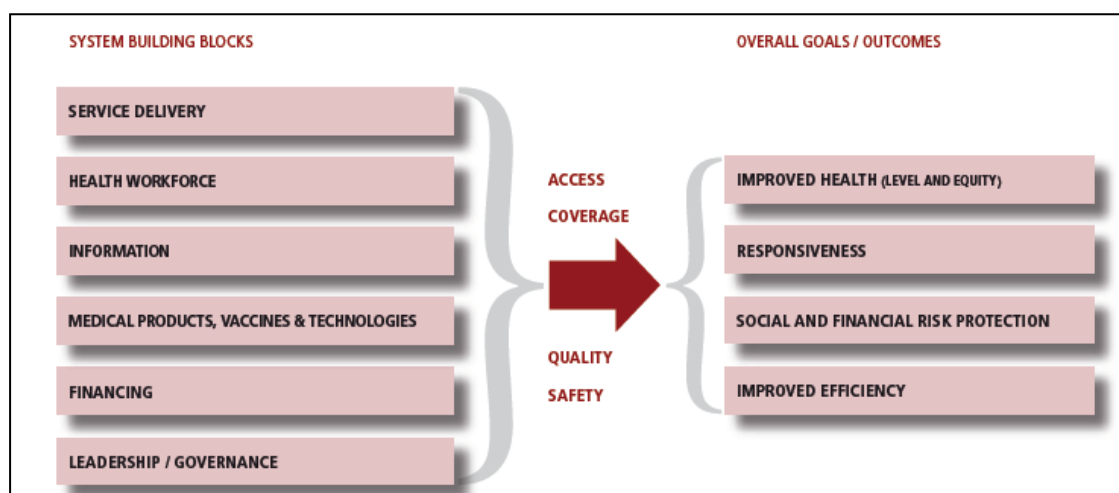 SYSTEM BUILDING BLOCKS
SERVICE DELIVERY
HEALTH WORKFORCE
INFORMATION
MEDICAL PRODUCTS, VACCINES & TECHNOLOGIES
FINANCING
LEADERSHIP / GOVERNANCE
ACCESS
COVERAGE
QUALITY
SAFETY
OVERALL GOALS / OUTCOMES
IMPROVED HEALTH (LEVEL AND EQUITY)
RESPONSIVENESS
SOCIAL AND FINANCIAL RISK PROTECTION
IMPROVED EFFICIENCY